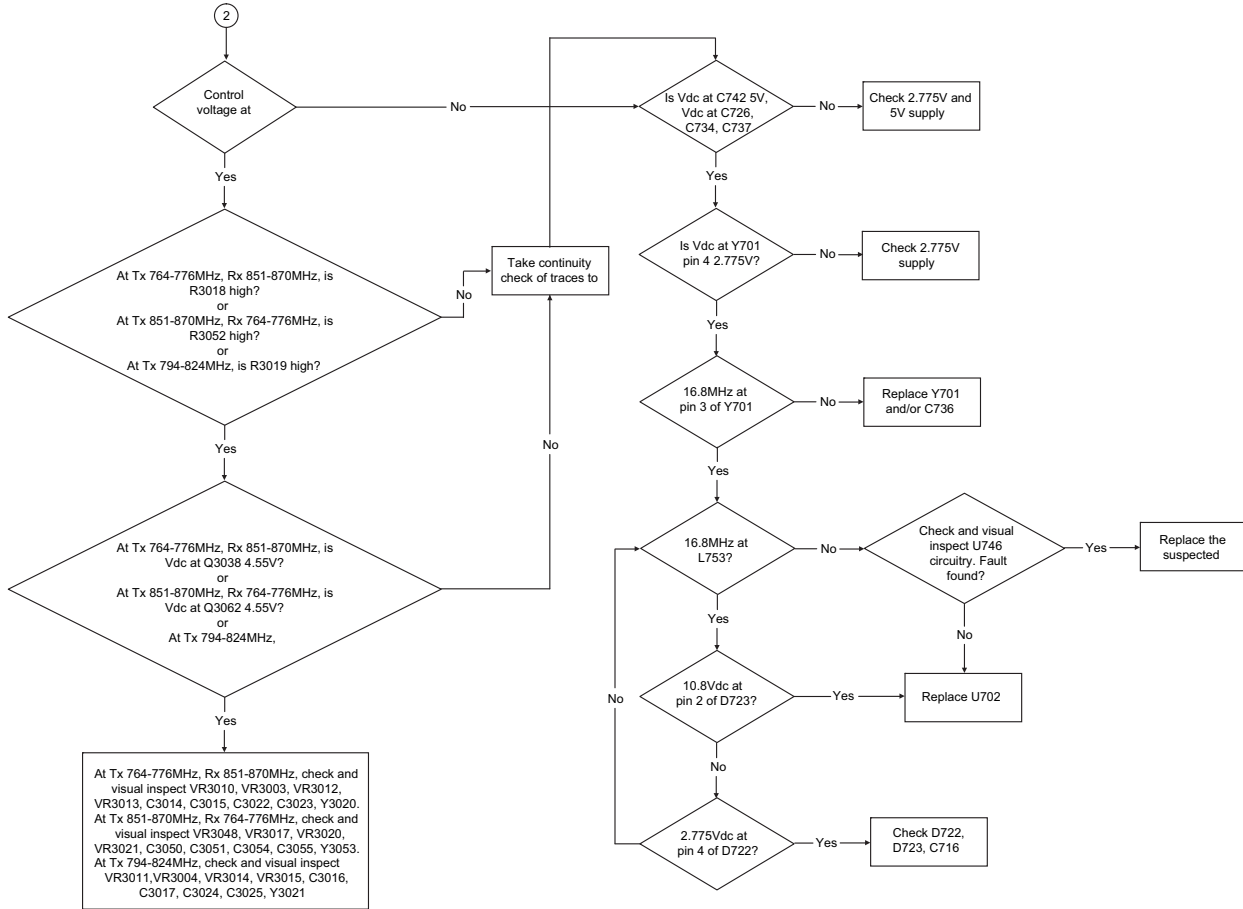 2
Control
voltage at
No
Yes
At Tx 764-776MHz, Rx 851-870MHz, is
R3018 high?
or
At Tx 851-870MHz, Rx 764-776MHz, is
R3052 high?
or
At Tx 794-824MHz, is R3019 high?
No
Take continuity
check of traces to
Yes
No
At Tx 764-776MHz, Rx 851-870MHz, is
Vdc at Q3038 4.55V?
or
At Tx 851-870MHz, Rx 764-776MHz, is
Vdc at Q3062 4.55V?
or
At Tx 794-824MHz,
Yes
At Tx 764-776MHz, Rx 851-870MHz, check and
visual inspect VR3010, VR3003, VR3012,
VR3013, C3014, C3015, C3022, C3023, Y3020.
At Tx 851-870MHz, Rx 764-776MHz, check and
visual inspect VR3048, VR3017, VR3020,
VR3021, C3050, C3051, C3054, C3055, Y3053.
At Tx 794-824MHz, check and visual inspect
VR3011,VR3004, VR3014, VR3015, C3016,
C3017, C3024, C3025, Y3021
Is Vdc at C742 5V,
Vdc at C726,
C734, C737
No
Check 2.775V and
5V supply
Yes
Is Vdc at Y701
pin 4 2.775V?
No
Check 2.775V
supply
Yes
16.8MHz at
pin 3 of Y701
No
Replace Y701
and/or C736
Yes
16.8MHz at
L753?
No
Check and visual
inspect U746
circuitry. Fault
found?
Yes
Replace the
suspected
Yes
No
10.8Vdc at
pin 2 of D723?
Yes
Replace U702
No
No
2.775Vdc at
pin 4 of D722?
Yes
Check D722,
D723, C716